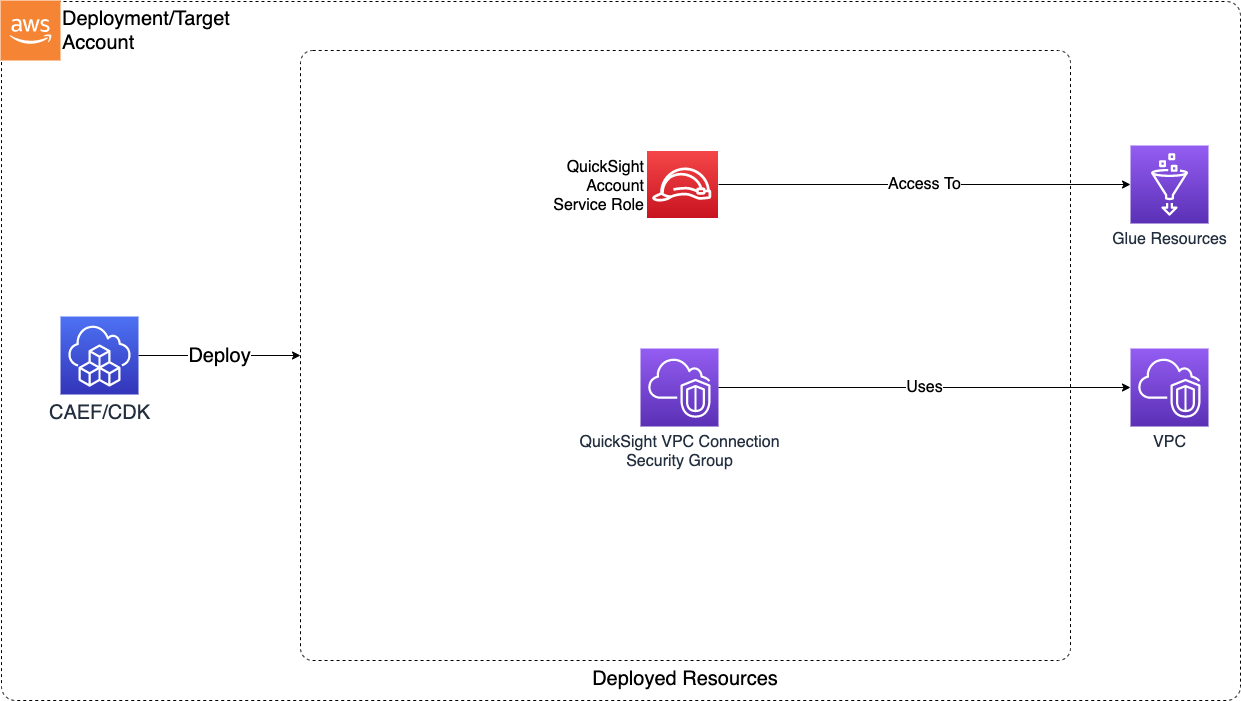 aws
Deployment/Target
Account
QuickSight
Account
Service Role
Access To
Glue Resources
Deploy
CAEF/CDK
Uses
QuickSight VPC Connection
Security Group
VPC
Deployed Resources